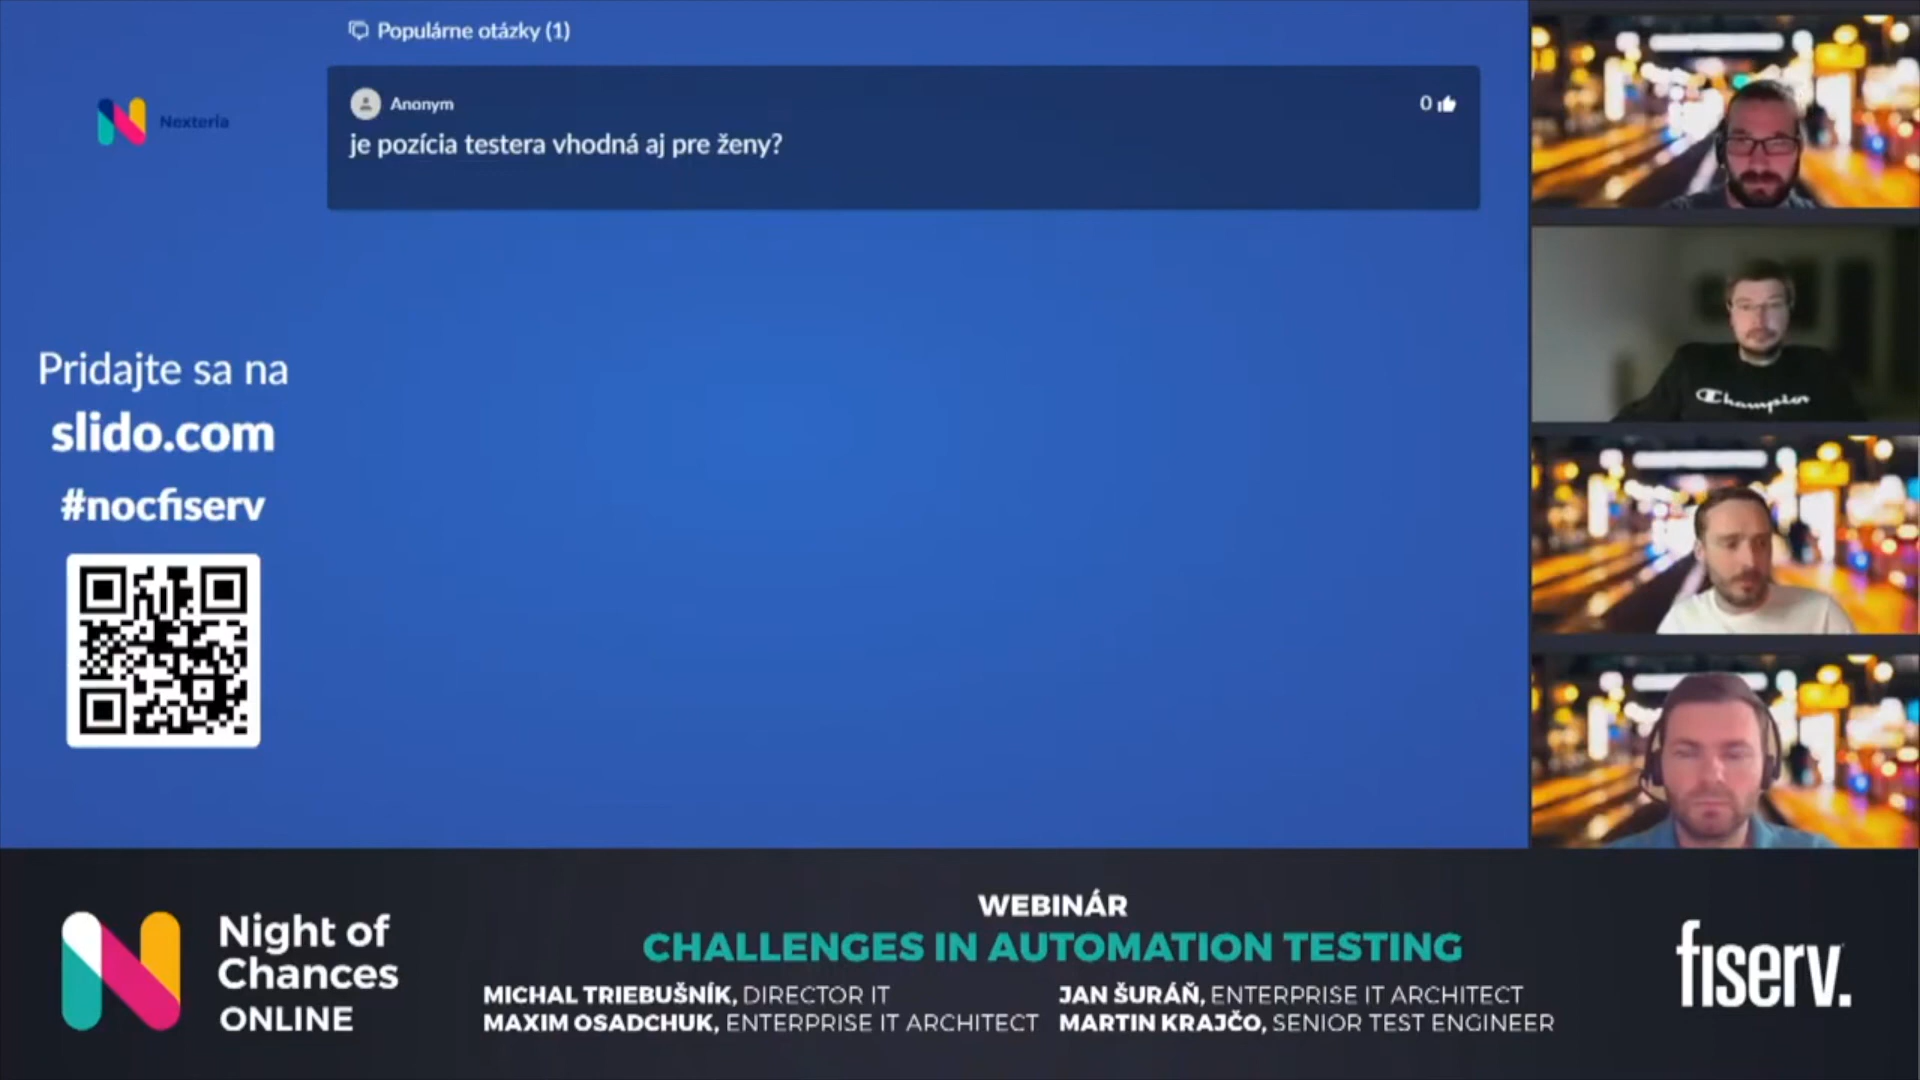 Populárne otázky (1)
Nexteria
Anonym
0
je pozícia testera vhodná aj pre ženy?
Pridajte sa na
slido.com
#nocfiserv
Champion
Night of
Chances
ONLINE
WEBINÁR
CHALLENGES IN AUTOMATION TESTING
MICHAL TRIEBUŠNÍK, DIRECTOR IT
MAXIM OSADCHUK, ENTERPRISE IT ARCHITECT
JAN ŠURÁŇ, ENTERPRISE IT ARCHITECT
MARTIN KRAJČO, SENIOR TEST ENGINEER
fiserv.